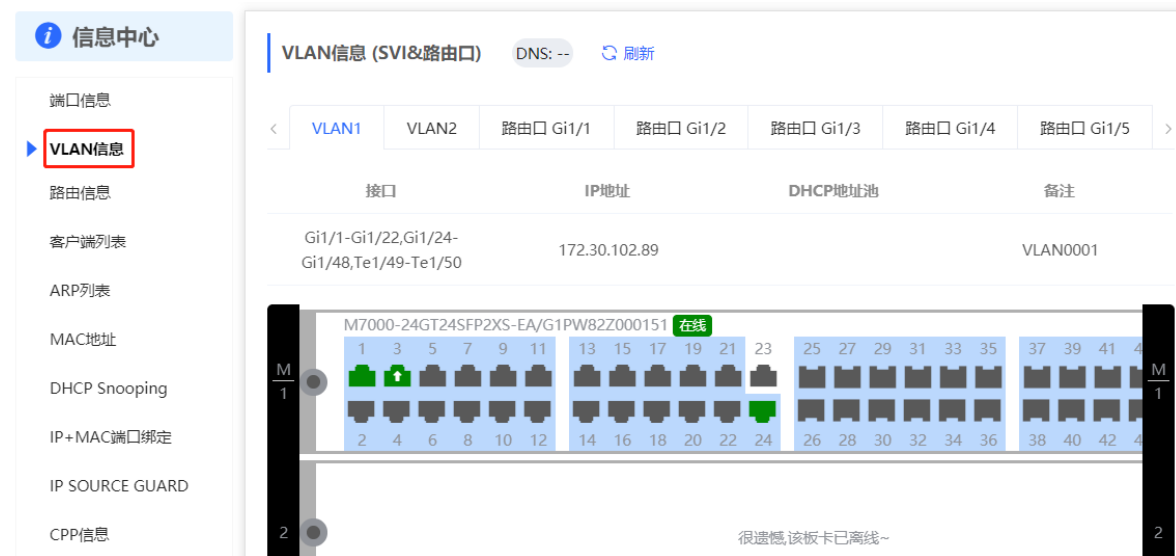 信息中心
端口信息
VLAN信息
路由信息
客户端列表
ARP列表
MAC地址
DHCP Snooping
IP+MAC端口绑定
IP SOURCE GUARD
CPP信息
VLAN信息 (SVI&路由口) DNS: -- 刷新
VLAN1 VLAN2 路由口 Gi1/1 路由口 Gi1/2 路由口 Gi1/3 路由口 Gi1/4 路由口 Gi1/5
接口 IP地址 DHCP地址池 备注
Gi1/1-Gi1/22,Gi1/24-
Gi1/48,Te1/49-Te1/50
172.30.102.89 VLAN0001
M7000-24GT24SFP2XS-EA/G1PW82Z000151 在线
1 3 5 7 9 11 13 15 17 19 21 23 25 27 29 31 33 35 37 39 41 4
M M
1 1
2 4 6 8 10 12 14 16 18 20 22 24 26 28 30 32 34 36 38 40 42 4
2 2
很遗憾,该板卡已离线~